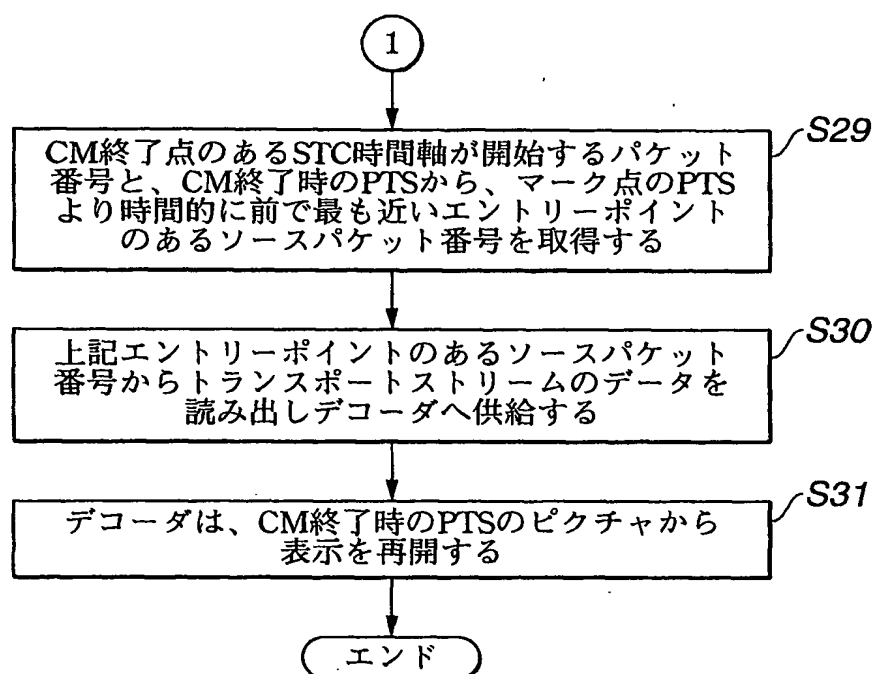 1
S29
CM終了点のあるSTC時間軸が開始するパケット
番号と、CM終了時のPTSから、マーク点のPTS
より時間的に前で最も近いエントリーポイント
のあるソースパケット番号を取得する
S30
上記エントリーポイントのあるソースパケット
番号からトランスポートストリームのデータを
読み出しデコーダへ供給する
S31
デコーダは、CM終了時のPTSのピクチャから
表示を再開する
エンド